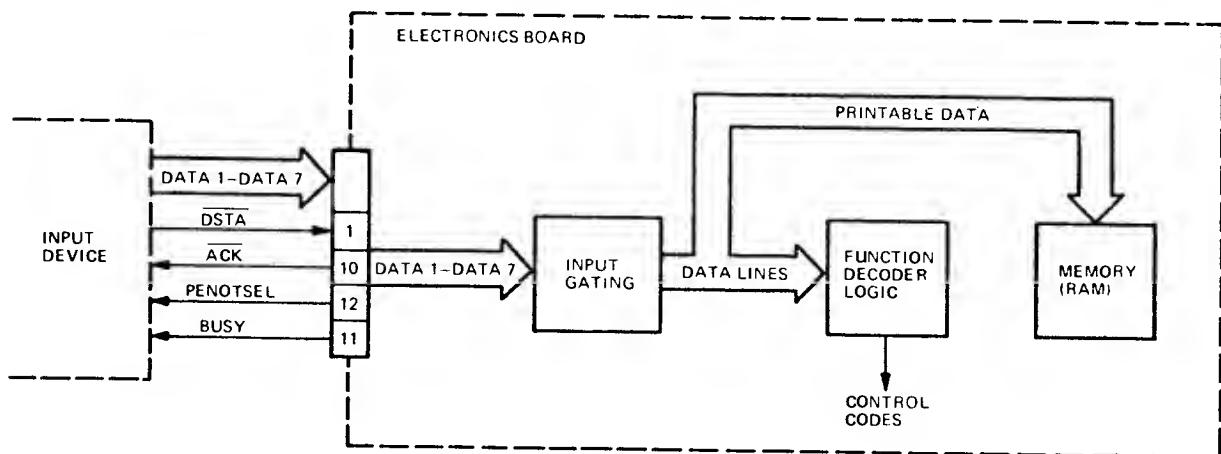 ELECTRONICS BOARD
PRINTABLE DATA
DATA 1–DATA 7
DSTA
1
INPUT
DEVICE
ACK
10
DATA 1–DATA 7
INPUT
GATING
DATA LINES
FUNCTION
DECODER
LOGIC
MEMORY
(RAM)
PENOTSEL
12
BUSY
11
CONTROL
CODES